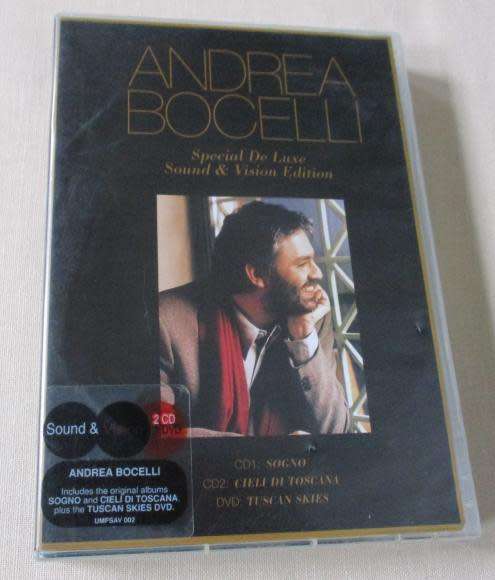 ANDREA
BOCELLI
Special De Luxe
Sound & Vision Edition
CD1: SOGNO
CD2: CIELI DI TOSCANA
DVD: TUSCAN SKIES
Sound & Vision
2 CD
DVD
ANDREA BOCELLI
Includes the original albums
SOGNO and CIELI DI TOSCANA
plus the TUSCAN SKIES DVD.
UMPSAV 002